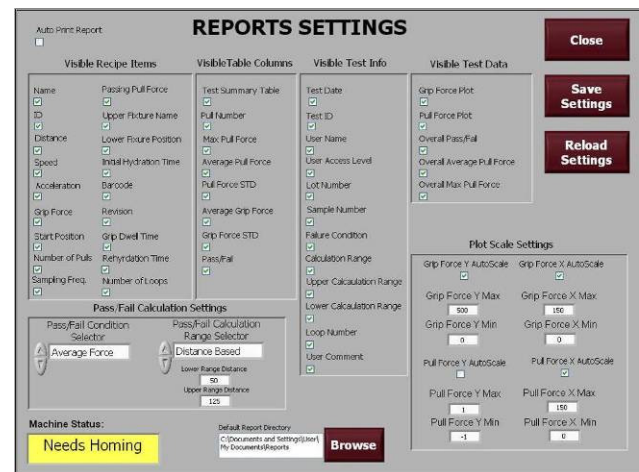 REPORTS SETTINGS
Auto Print Report
Close
Save
Settings
Reload
Settings
Visible Recipe Items
Name
ID
Distance
Speed
Acceleration
Grip Force
Start Position
Number of Puls
Sampling Freq.
Passing Pull Force
Upper Fixture Name
Lower Fixure Position
Initial Hydration Time
Barcode
Revision
Grip Dwell Time
Rehyrdation Time
Number of Loops
VisibleTable Columns
Test Summary Table
Pull Number
Max Pull Force
Average Pull Force
Pull Force STD
Average Grip Force
Grip Force STD
Pass/Fail
Visible Test Info
Test Date
Test ID
User Name
User Access Level
Lot Number
Sample Number
Failure Condition
Calculation Range
Upper Calcaulation Range
Lower Calcaulation Range
Loop Number
User Comment
Visible Test Data
Grip Force Plot
Pull Force Plot
Overall Pass/Fail
Overall Average Pull Force
Overall Max Pull Force
Plot Scale Settings
Grip Force Y AutoScale
Grip Force X AutoScale
Grip Force Y Max
500
Grip Force X Max
150
Grip Force Y Min
0
Grip Force X Min
0
Pull Force Y AutoScale
Pull Force X AutoScale
Pull Force Y Max
1
Pull Force X Max
150
Pull Force Y Min
-1
Pull Force X Min
0
Pass/Fail Calculation Settings
Pass/Fail Condition
Selector
Average Force
Pass/Fail Calculation
Range Selector
Distance Based
Lower Range Distance
50
Upper Range Distance
125
Machine Status:
Needs Homing
Default Report Directory
C:\Documents and Settings\User\
My Documents\Reports
Browse